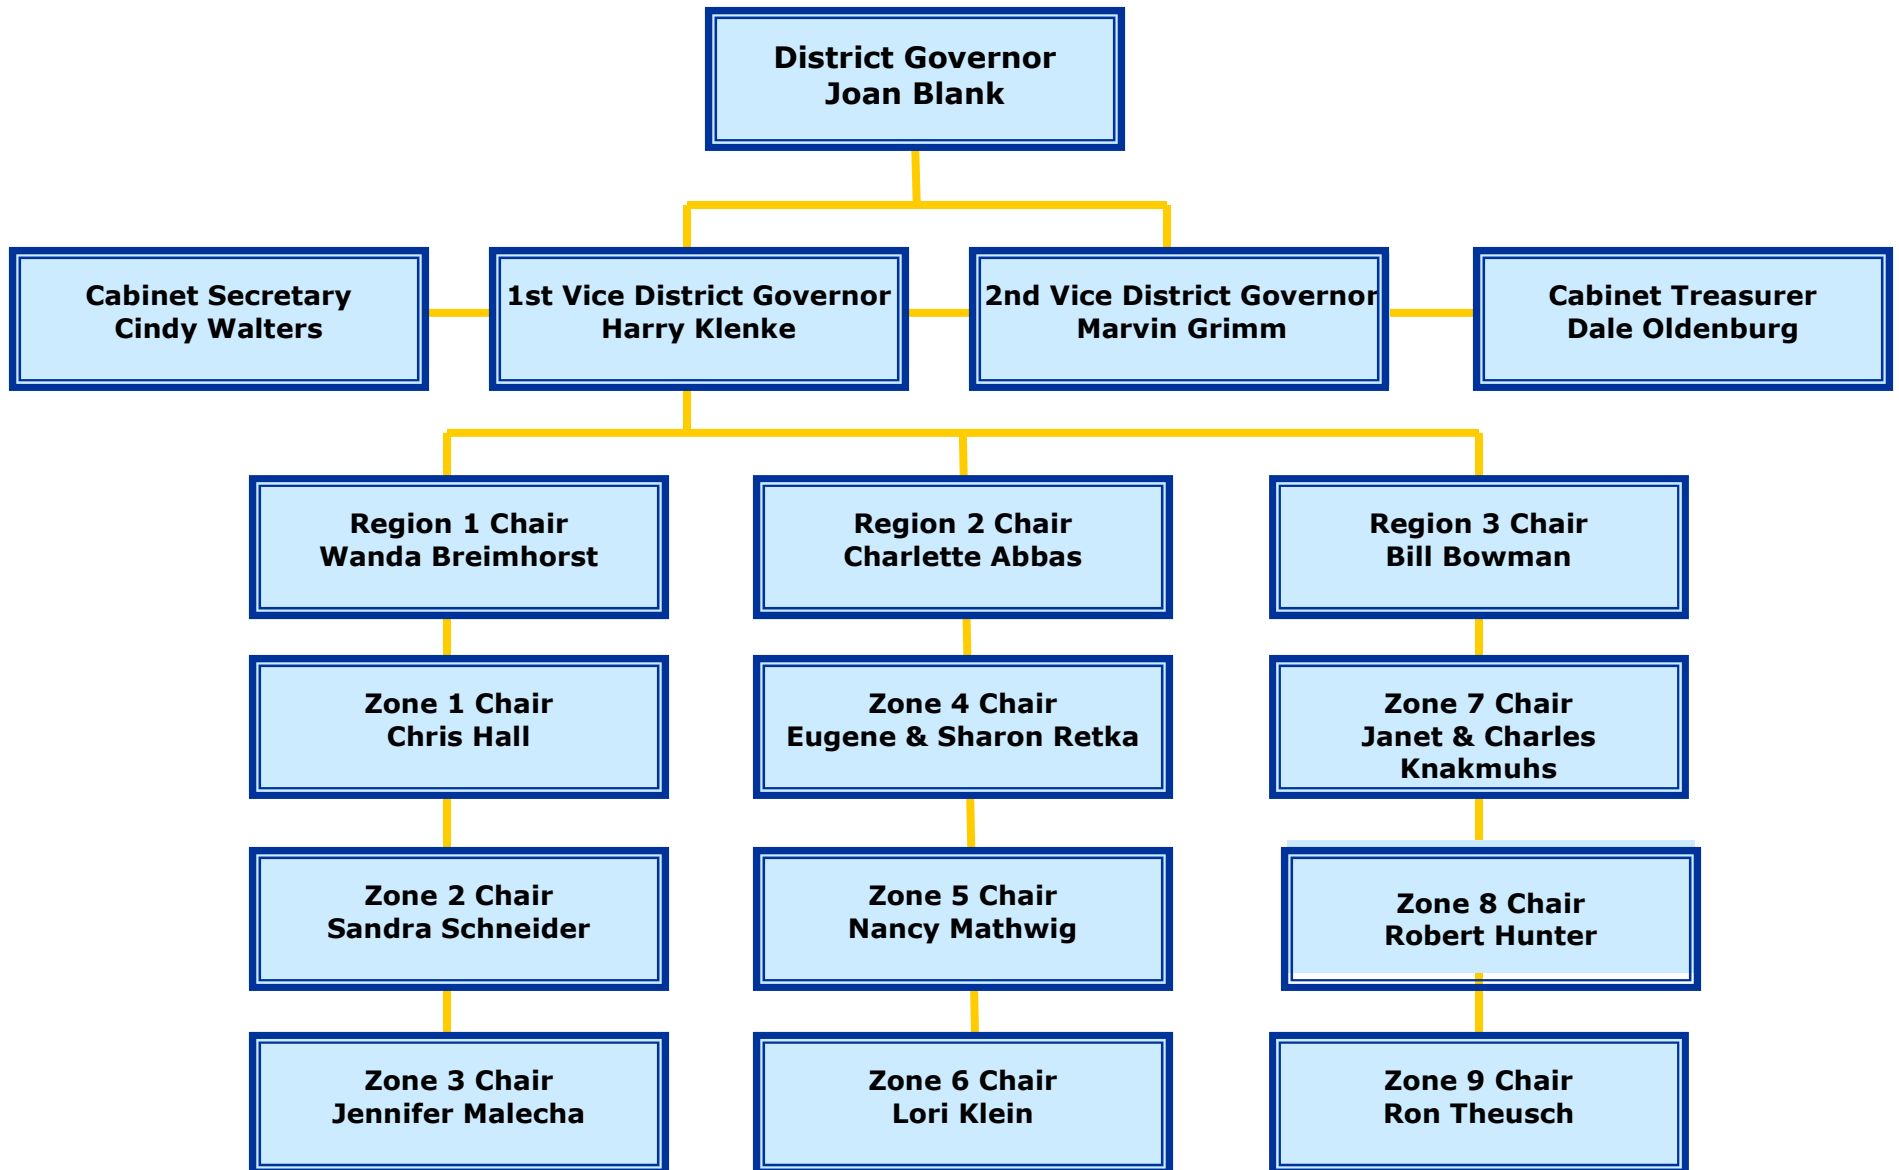 District Governor
Joan Blank
Cabinet Secretary
Cindy Walters
1st Vice District Governor
Harry Klenke
2nd Vice District Governor
Marvin Grimm
Cabinet Treasurer
Dale Oldenburg
Region 1 Chair
Wanda Breimhorst
Region 2 Chair
Charlette Abbas
Region 3 Chair
Bill Bowman
Zone 1 Chair
Chris Hall
Zone 4 Chair
Eugene & Sharon Retka
Zone 7 Chair
Janet & Charles
Knakmuhs
Zone 2 Chair
Sandra Schneider
Zone 5 Chair
Nancy Mathwig
Zone 8 Chair
Robert Hunter
Zone 3 Chair
Jennifer Malecha
Zone 6 Chair
Lori Klein
Zone 9 Chair
Ron Theusch